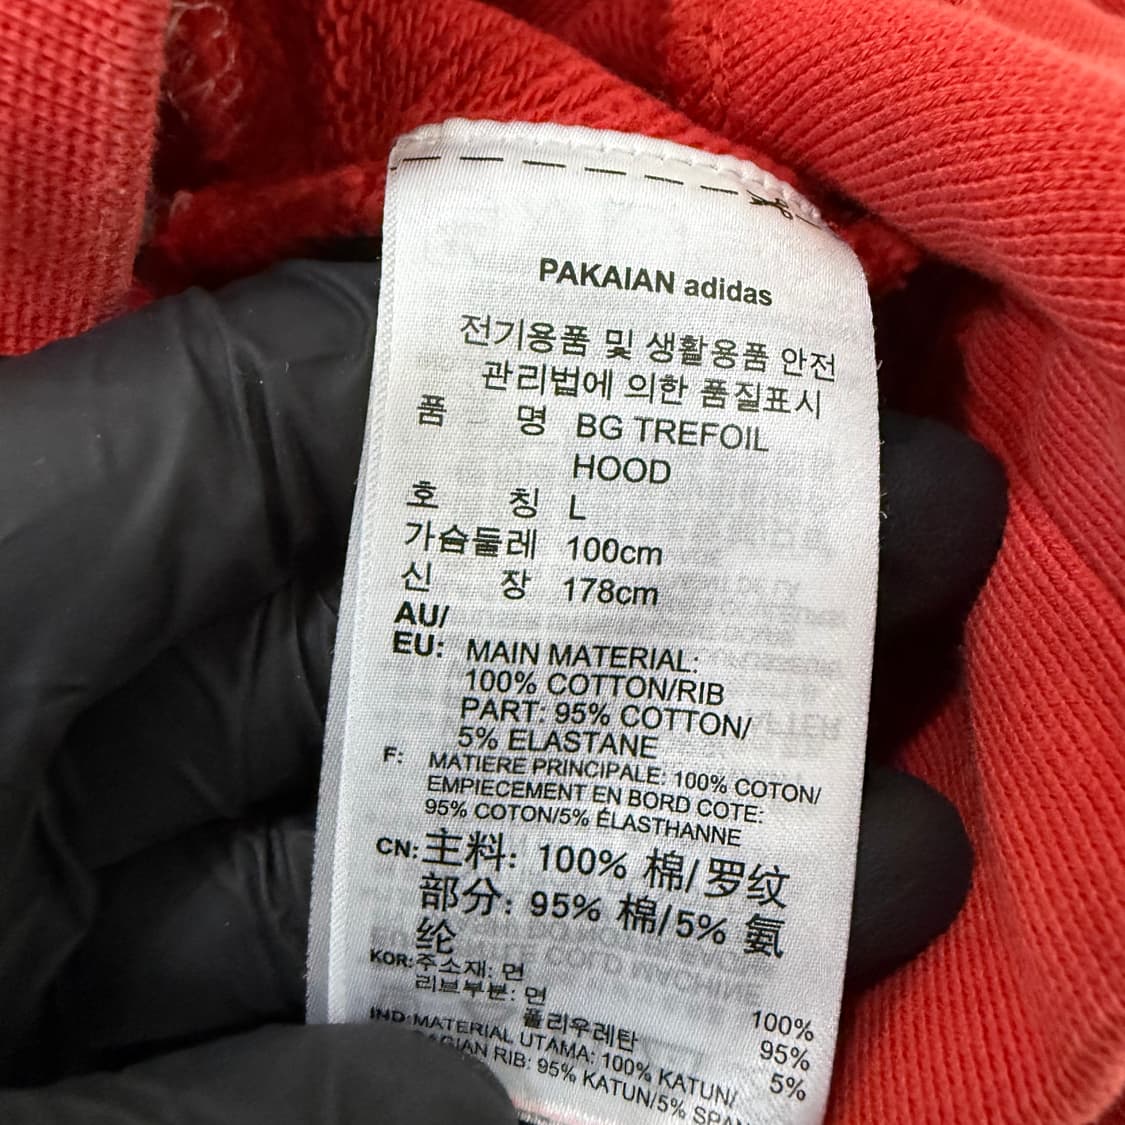 PAKAIAN adidas
전기용품 및 생활용품 안전
관리법에 의한 품질표시
품 명 BG TREFOIL
HOOD
호 칭 L
가슴둘레 100cm
신 장 178cm
AU/
EU: MAIN MATERIAL:
100% COTTON/RIB
PART: 95% COTTON/
5% ELASTANE
F: MATIERE PRINCIPALE: 100% COTON/
EMPIECEMENT EN BORD COTE:
95% COTON/5% ÉLASTHANNE
CN: 主料: 100% 棉/罗纹
部分: 95% 棉/5% 氨
纶
KOR: 주소재: 면 100%
리브부분: 면 95%
폴리우레탄 5%
IND: MATERIAL UTAMA: 100% KATUN/
RIB: 95% KATUN/5%